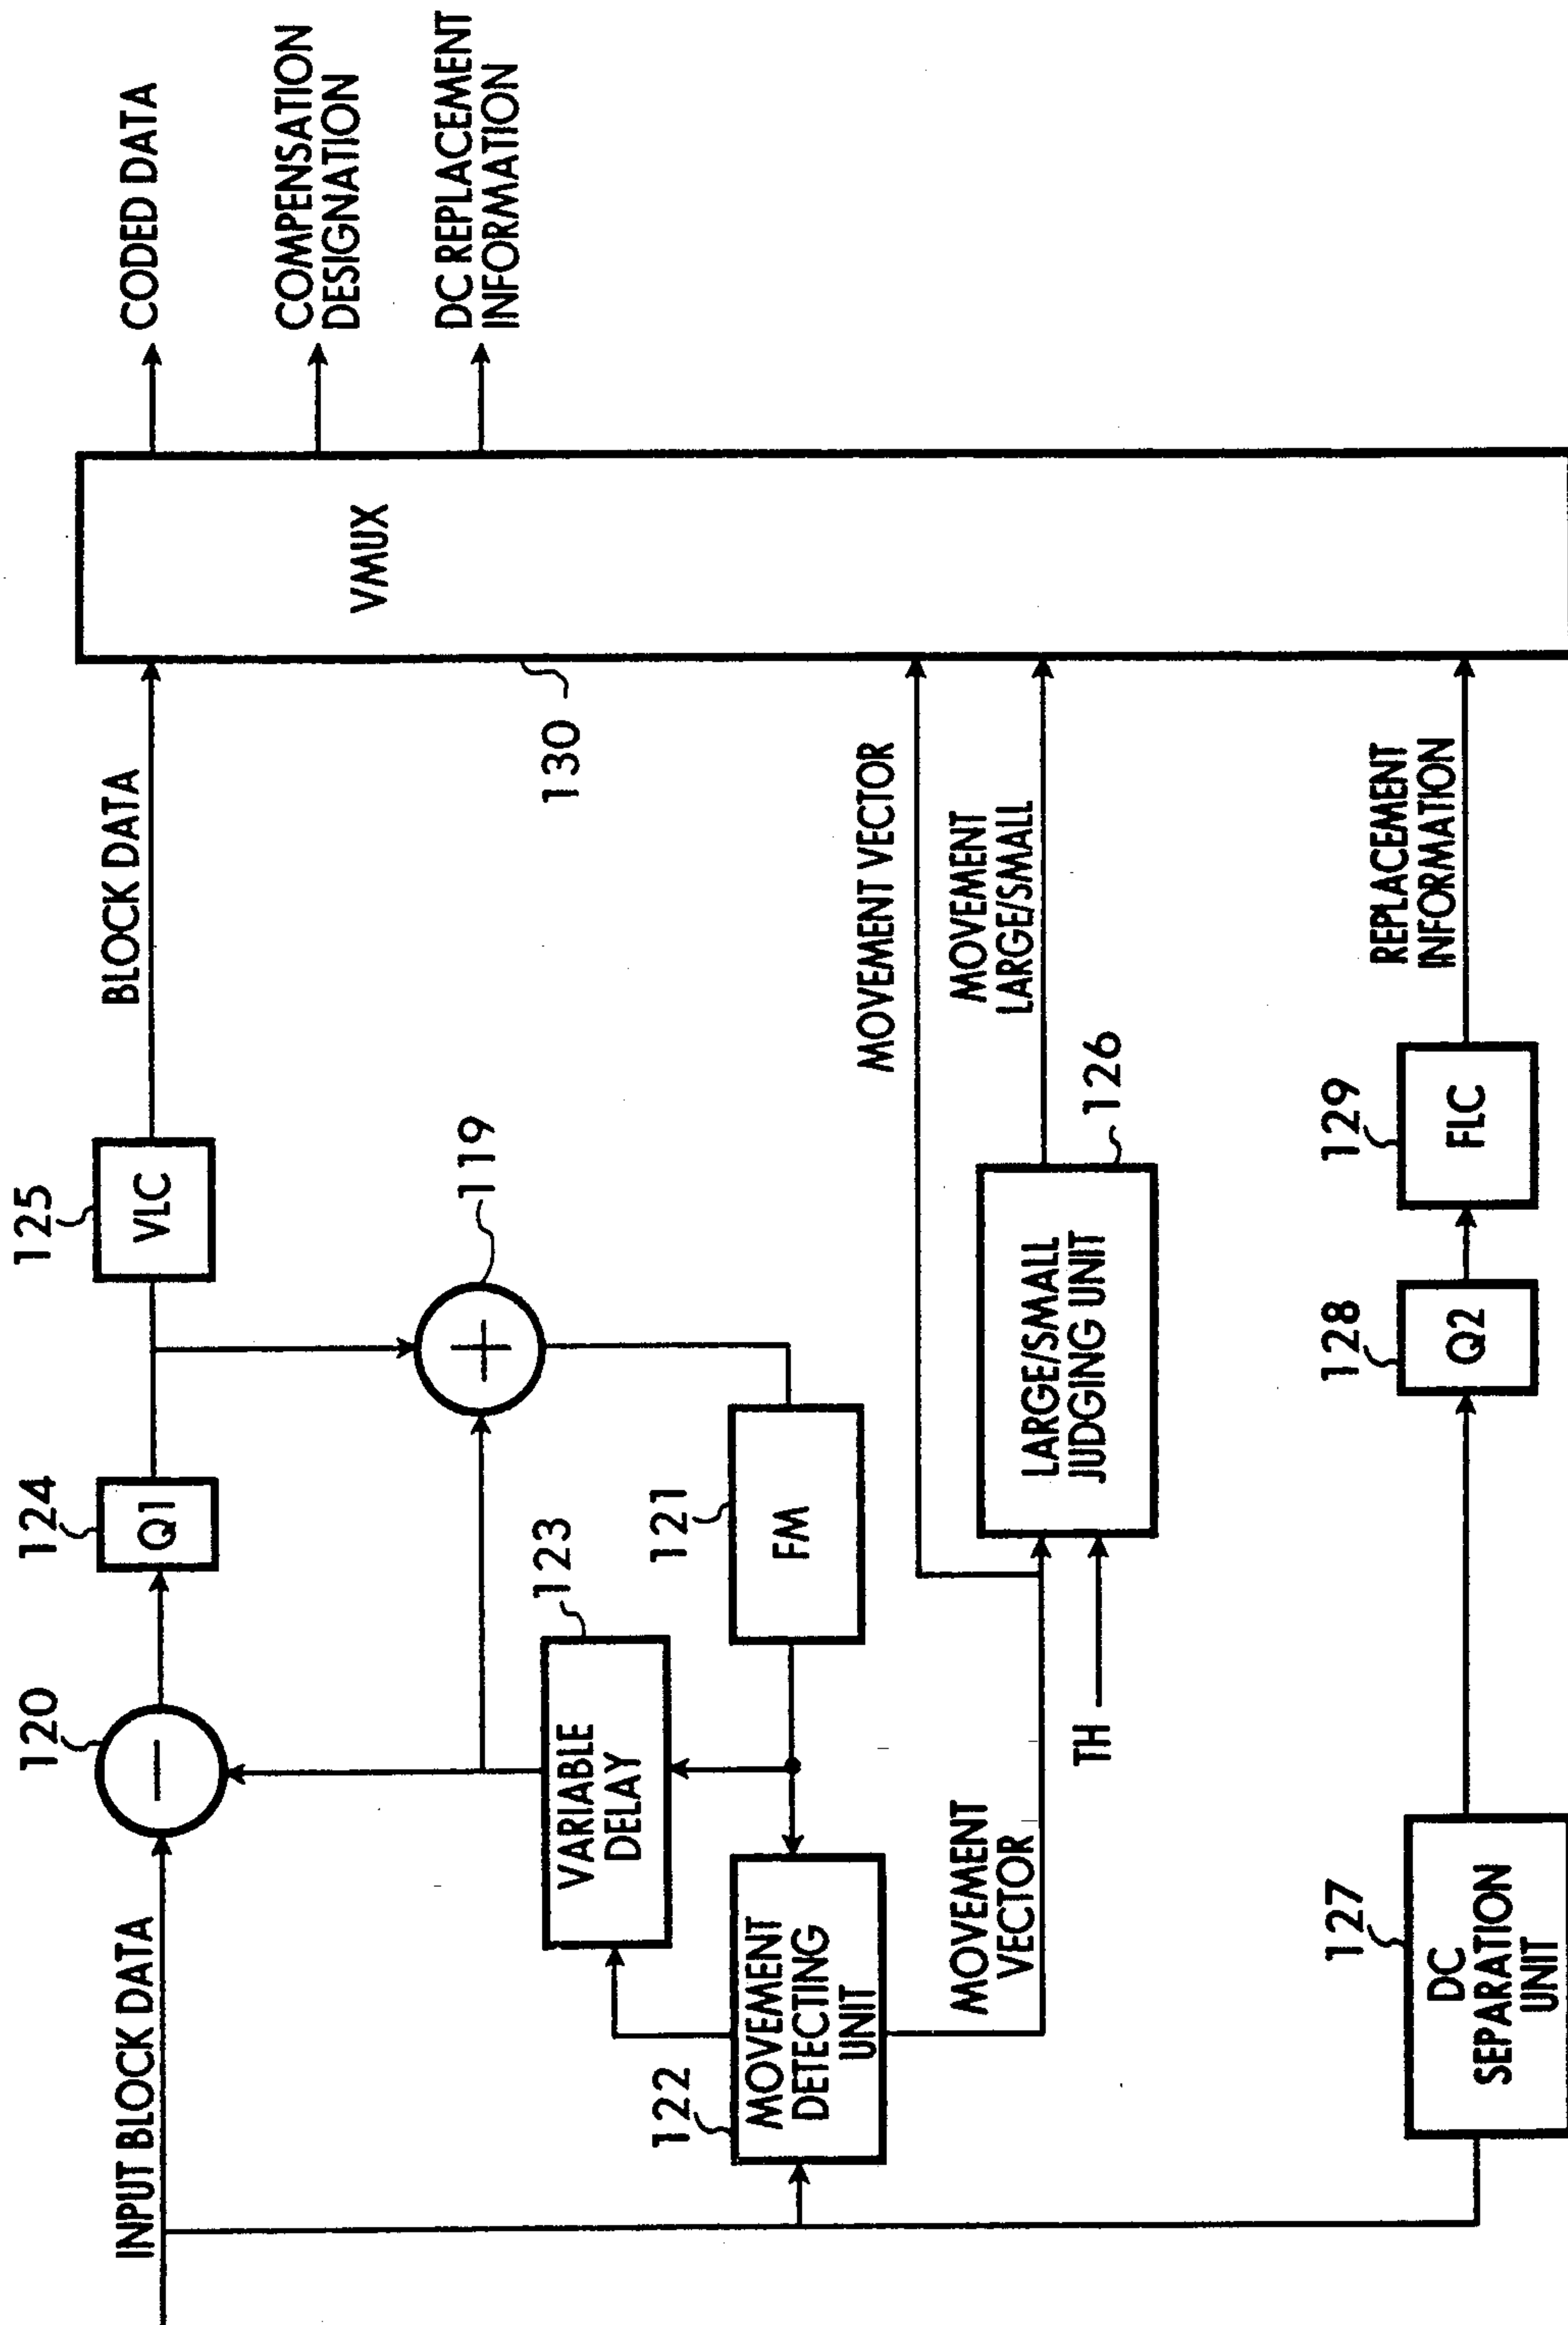 INPUT BLOCK DATA
120
−
124
Q1
125
VLC
BLOCK DATA
CODED DATA
COMPENSATION
DESIGNATION
DC REPLACEMENT
INFORMATION
VMUX
130
119
+
123
VARIABLE
DELAY
121
FM
122
MOVEMENT
DETECTING
UNIT
MOVEMENT
VECTOR
MOVEMENT VECTOR
MOVEMENT
LARGE/SMALL
TH
LARGE/SMALL
JUDGING UNIT
126
127
DC
SEPARATION
UNIT
128
Q2
129
FLC
REPLACEMENT
INFORMATION